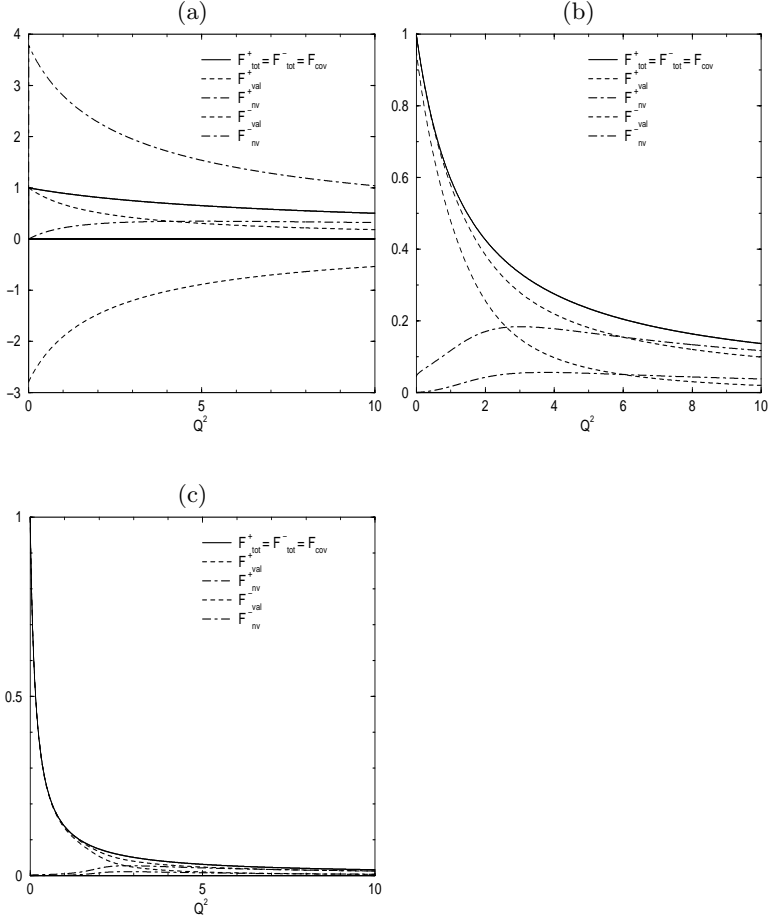 (a)
4
3
2
1
0
−1
−2
−3
0
5
10
Q²
F⁺tot = F⁻tot = Fcov
F⁺val
F⁺nv
F⁻val
F⁻nv
(b)
1
0.8
0.6
0.4
0.2
0
0
2
4
6
8
10
Q²
F⁺tot = F⁻tot = Fcov
F⁺val
F⁺nv
F⁻val
F⁻nv
(c)
1
0.5
0
0
5
10
Q²
F⁺tot = F⁻tot = Fcov
F⁺val
F⁺nv
F⁻val
F⁻nv